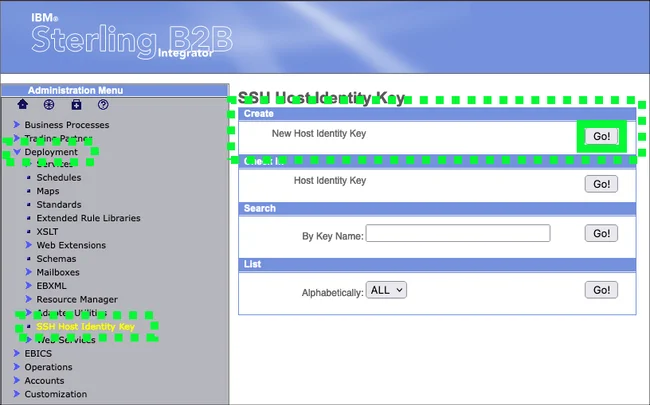 IBM®
Sterling B2B
Integrator
Administration Menu
Business Processes
Trading Partner
Deployment
Services
Schedules
Maps
Standards
Extended Rule Libraries
XSLT
Web Extensions
Schemas
Mailboxes
EBXML
Resource Manager
Adapter Utilities
SSH Host Identity Key
Web Services
EBICS
Operations
Accounts
Customization
SSH Host Identity Key
Create
New Host Identity Key Go!
Check in
Host Identity Key Go!
Search
By Key Name: Go!
List
Alphabetically: ALL Go!